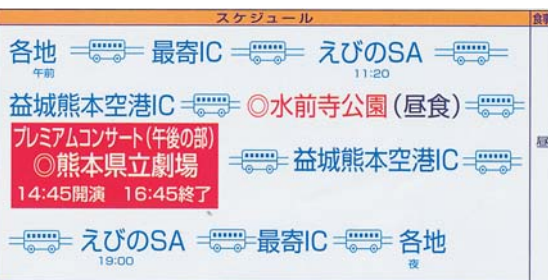 スケジュール
食事
各地 最寄IC えびのSA
午前 11:20
益城熊本空港IC ◎水前寺公園(昼食)
昼
プレミアムコンサート(午後の部)
◎熊本県立劇場
14:45開演 16:45終了
益城熊本空港IC
えびのSA 最寄IC 各地
19:00 夜